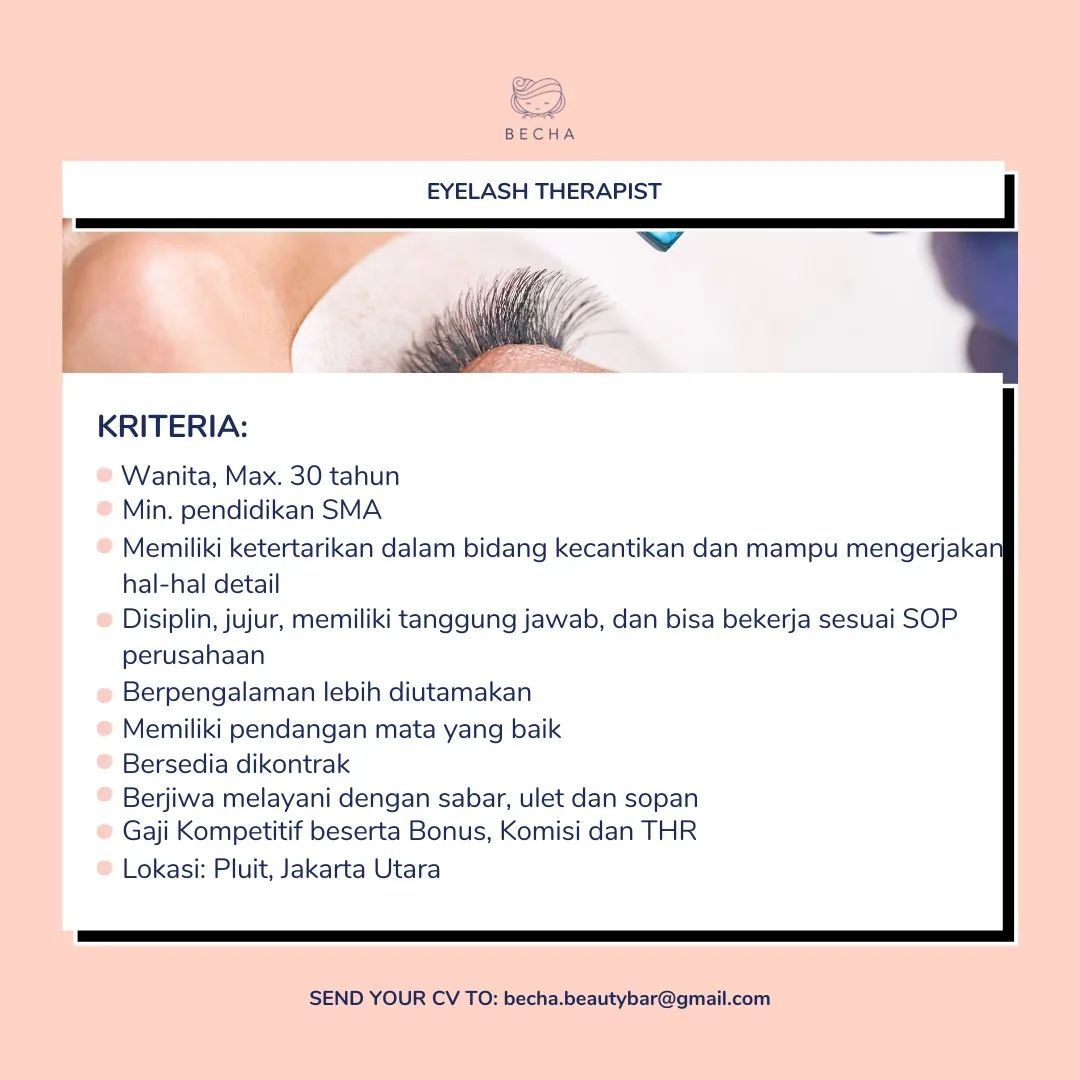 BECHA
EYELASH THERAPIST
KRITERIA:
Wanita, Max. 30 tahun
Min. pendidikan SMA
Memiliki ketertarikan dalam bidang kecantikan dan mampu mengerjakan
hal-hal detail
Disiplin, jujur, memiliki tanggung jawab, dan bisa bekerja sesuai SOP
perusahaan
Berpengalaman lebih diutamakan
Memiliki pendangan mata yang baik
Bersedia dikontrak
Berjiwa melayani dengan sabar, ulet dan sopan
Gaji Kompetitif beserta Bonus, Komisi dan THR
Lokasi: Pluit, Jakarta Utara
SEND YOUR CV TO: becha.beautybar@gmail.com